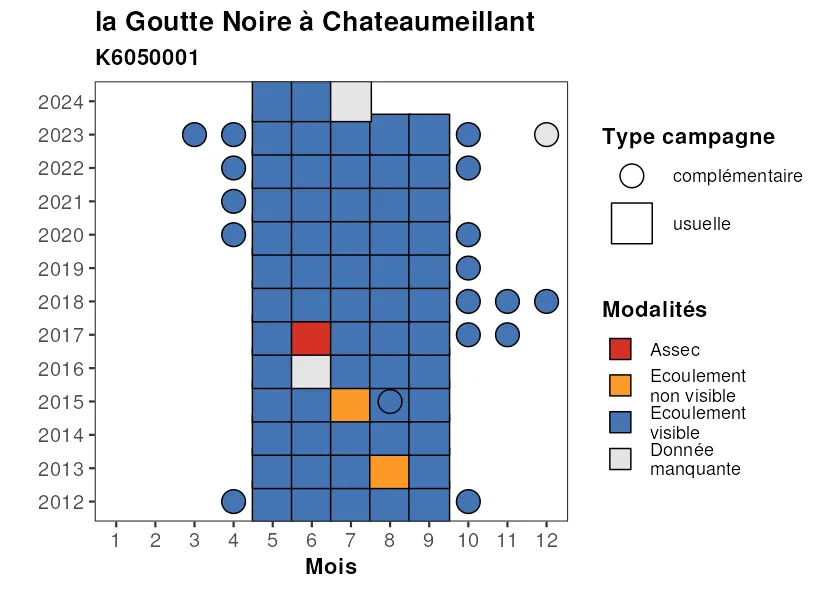 la Goutte Noire à Chateaumeillant
K6050001
2024
2023
2022
2021
2020
2019
2018
2017
2016
2015
2014
2013
2012
1 2 3 4 5 6 7 8 9 10 11 12
Mois
Type campagne
complémentaire
usuelle
Modalités
Assec
Ecoulement
non visible
Ecoulement
visible
Donnée
manquante